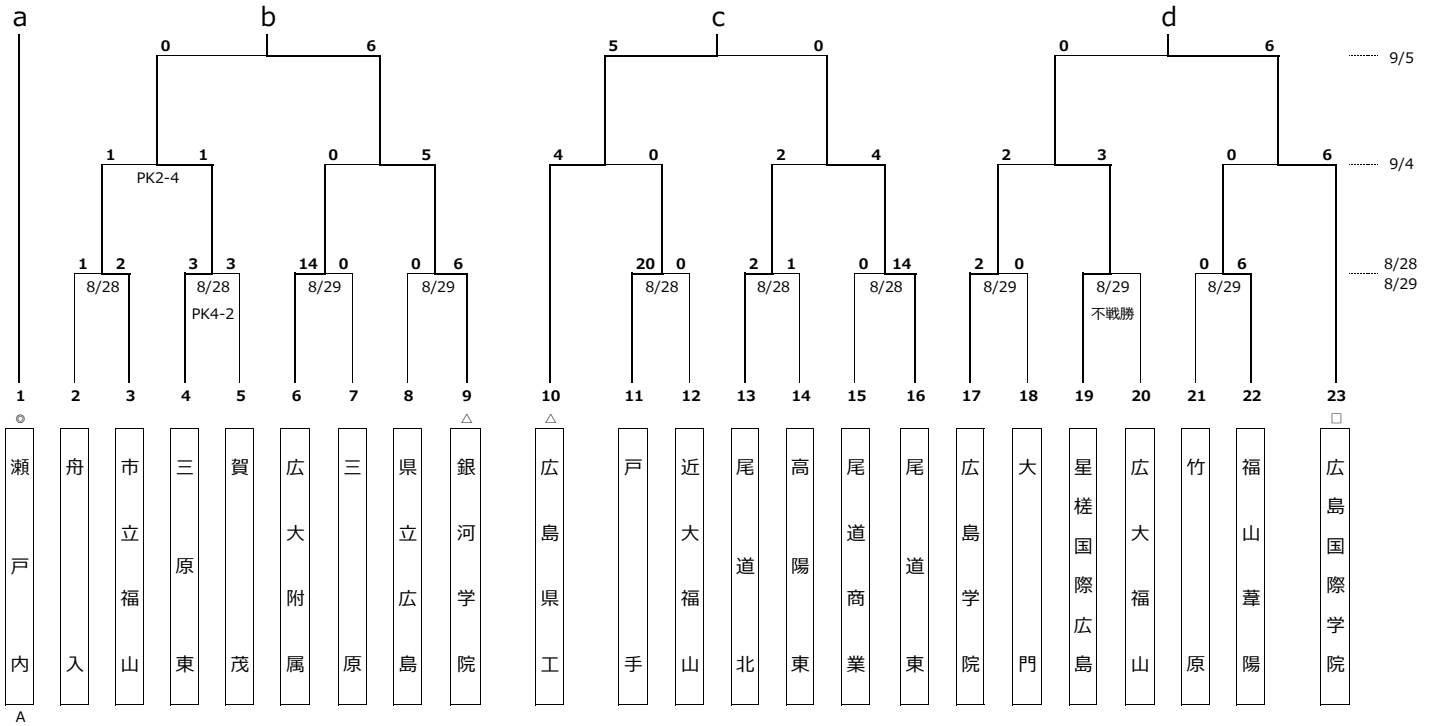 a b c d
0 6 5 0 0 6 9/5
1 1 0 5 4 0 2 4 2 3 0 6 9/4
PK2-4
1 2 3 3 14 0 0 6 20 0 2 1 0 14 2 0 0 6 8/28
8/28 8/28 8/29 8/29 8/28 8/28 8/28 8/29 8/29 8/29 8/29
PK4-2 不戦勝
1 2 3 4 5 6 7 8 9 10 11 12 13 14 15 16 17 18 19 20 21 22 23
◎ △ △ □
瀬戸内
舟入
市立福山
三原東
賀茂
広大附属
三原
県立広島
銀河学院
広島県工
戸手
近大福山
尾道北
高陽東
尾道商業
尾道東
広島学院
大門
星槎国際広島
広大福山
竹原
福山葦陽
広島国際学院
A